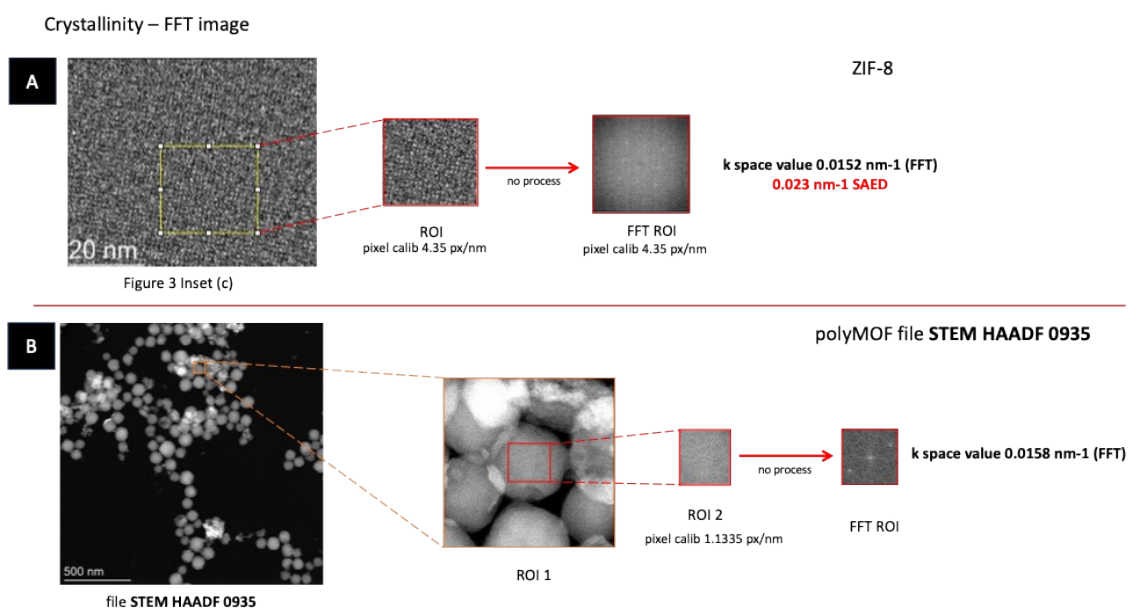 Crystallinity – FFT image
A
ZIF-8
20 nm
Figure 3 Inset (c)
ROI
pixel calib 4.35 px/nm
no process
FFT ROI
pixel calib 4.35 px/nm
k space value 0.0152 nm-1 (FFT)
0.023 nm-1 SAED
B
polyMOF file STEM HAADF 0935
500 nm
file STEM HAADF 0935
ROI 1
ROI 2
pixel calib 1.1335 px/nm
no process
FFT ROI
k space value 0.0158 nm-1 (FFT)